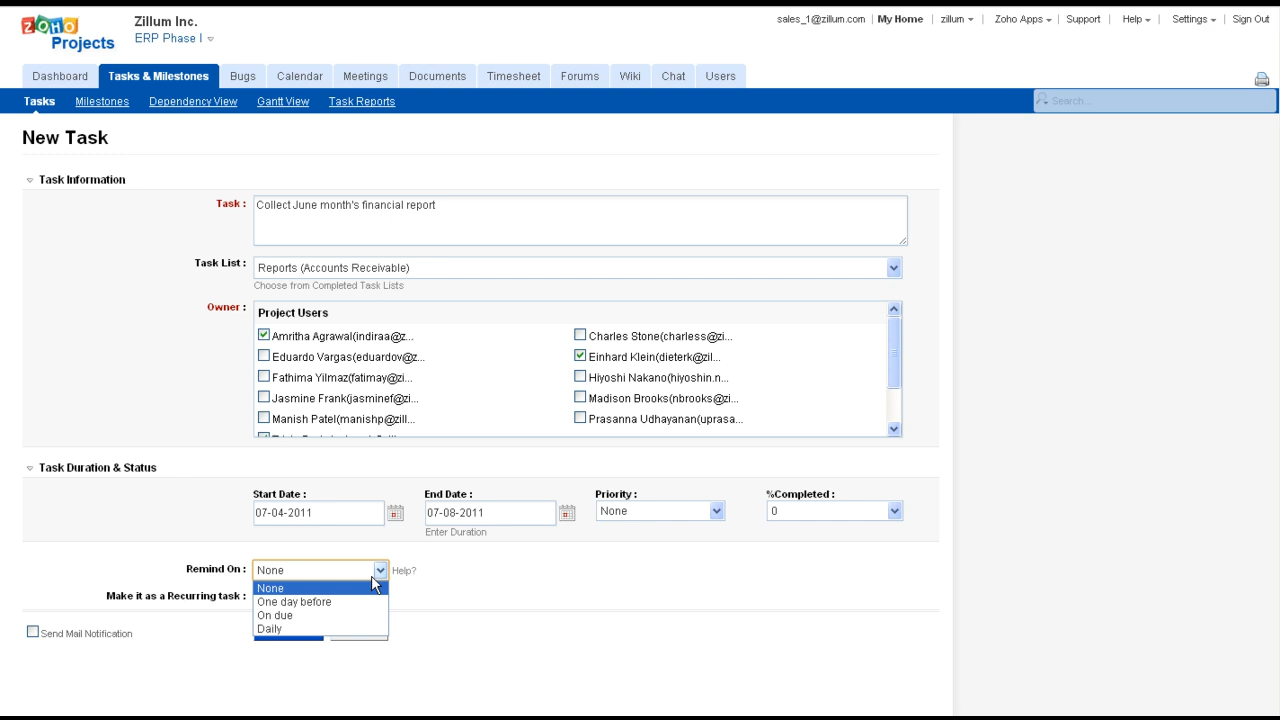 ZOHO
Projects
Zillum Inc.
ERP Phase I
sales_1@zillum.com My Home zillum Zoho Apps Support Help Settings Sign Out
Dashboard Tasks & Milestones Bugs Calendar Meetings Documents Timesheet Forums Wiki Chat Users
Tasks Milestones Dependency View Gantt View Task Reports Search...
New Task
Task Information
Task : Collect June month's financial report
Task List : Reports (Accounts Receivable)
Choose from Completed Task Lists
Owner : Project Users
Amritha Agrawal(indiraa@z... Charles Stone(charless@zi...
Eduardo Vargas(eduardov@z... Einhard Klein(dieterk@zil...
Fathima Yilmaz(fatimay@zi... Hiyoshi Nakano(hiyoshin.n...
Jasmine Frank(jasminef@zi... Madison Brooks(nbrooks@zi...
Manish Patel(manishp@zill... Prasanna Udhayanan(uprasa...
Task Duration & Status
Start Date : End Date : Priority : %Completed :
07-04-2011 07-08-2011 None 0
Enter Duration
Remind On : None Help?
None
Make it as a Recurring task :
One day before
On due
Daily
Send Mail Notification